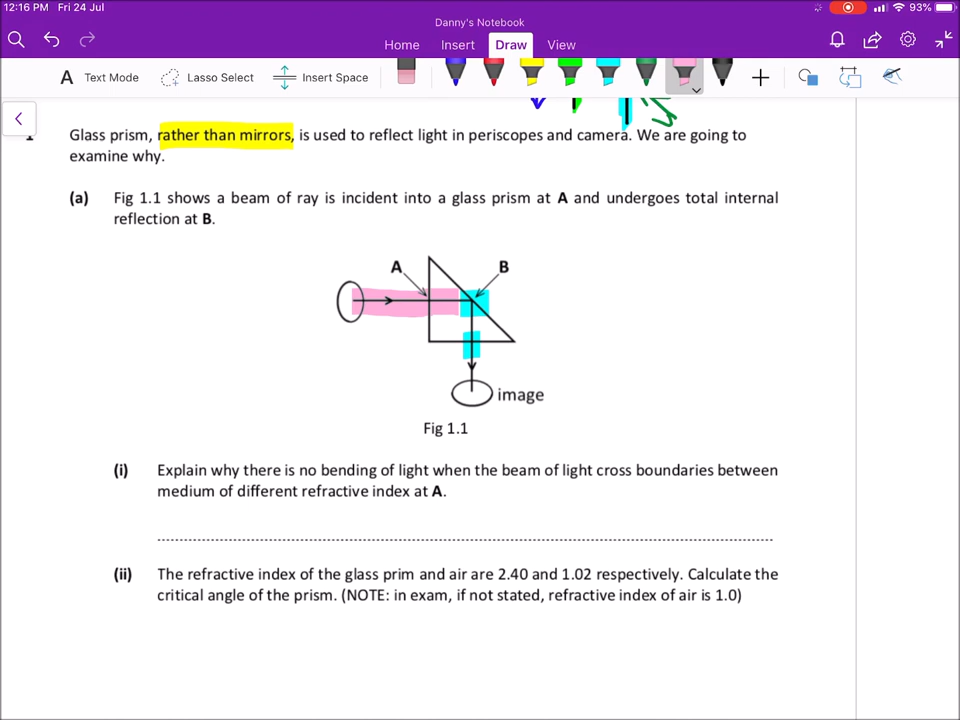 12:16 PM Fri 24 Jul
93%
Danny's Notebook
Home Insert Draw View
A Text Mode Lasso Select Insert Space
Glass prism, rather than mirrors, is used to reflect light in periscopes and camera. We are going to
examine why.
(a) Fig 1.1 shows a beam of ray is incident into a glass prism at A and undergoes total internal
reflection at B.
A B
image
Fig 1.1
(i) Explain why there is no bending of light when the beam of light cross boundaries between
medium of different refractive index at A.
(ii) The refractive index of the glass prim and air are 2.40 and 1.02 respectively. Calculate the
critical angle of the prism. (NOTE: in exam, if not stated, refractive index of air is 1.0)